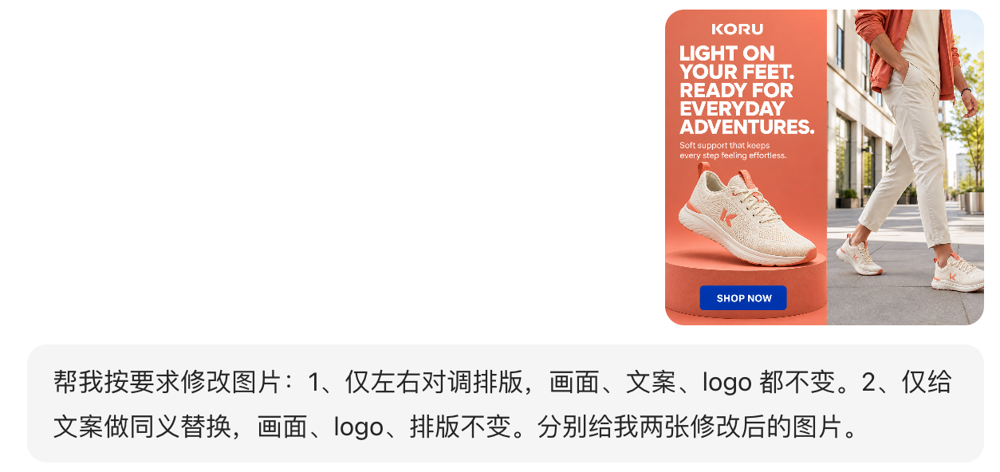 KORU
LIGHT ON
YOUR FEET.
READY FOR
EVERYDAY
ADVENTURES.
Soft support that keeps
every step feeling effortless.
SHOP NOW
帮我按要求修改图片：1、仅左右对调排版，画面、文案、logo 都不变。2、仅给
文案做同义替换，画面、logo、排版不变。分别给我两张修改后的图片。